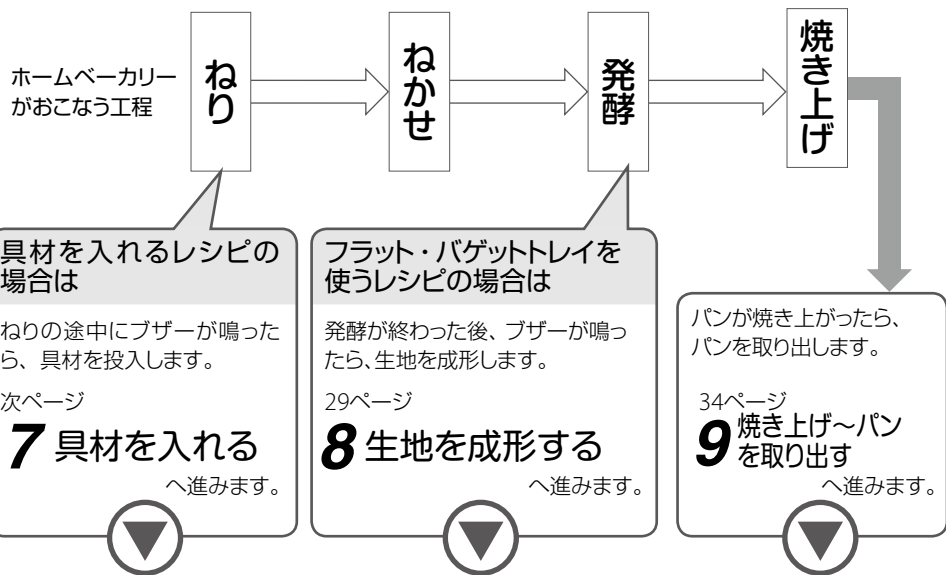 ホームベーカリー
がおこなう工程
ねり
ねかせ
発酵
焼き上げ
具材を入れるレシピの
場合は
ねりの途中にブザーが鳴った
ら、具材を投入します。
次ページ
7 具材を入れる
へ進みます。
フラット・バゲットトレイを
使うレシピの場合は
発酵が終わった後、ブザーが鳴っ
たら、生地を成形します。
29ページ
8 生地を成形する
へ進みます。
パンが焼き上がったら、
パンを取り出します。
34ページ
9 焼き上げ～パン
を取り出す
へ進みます。